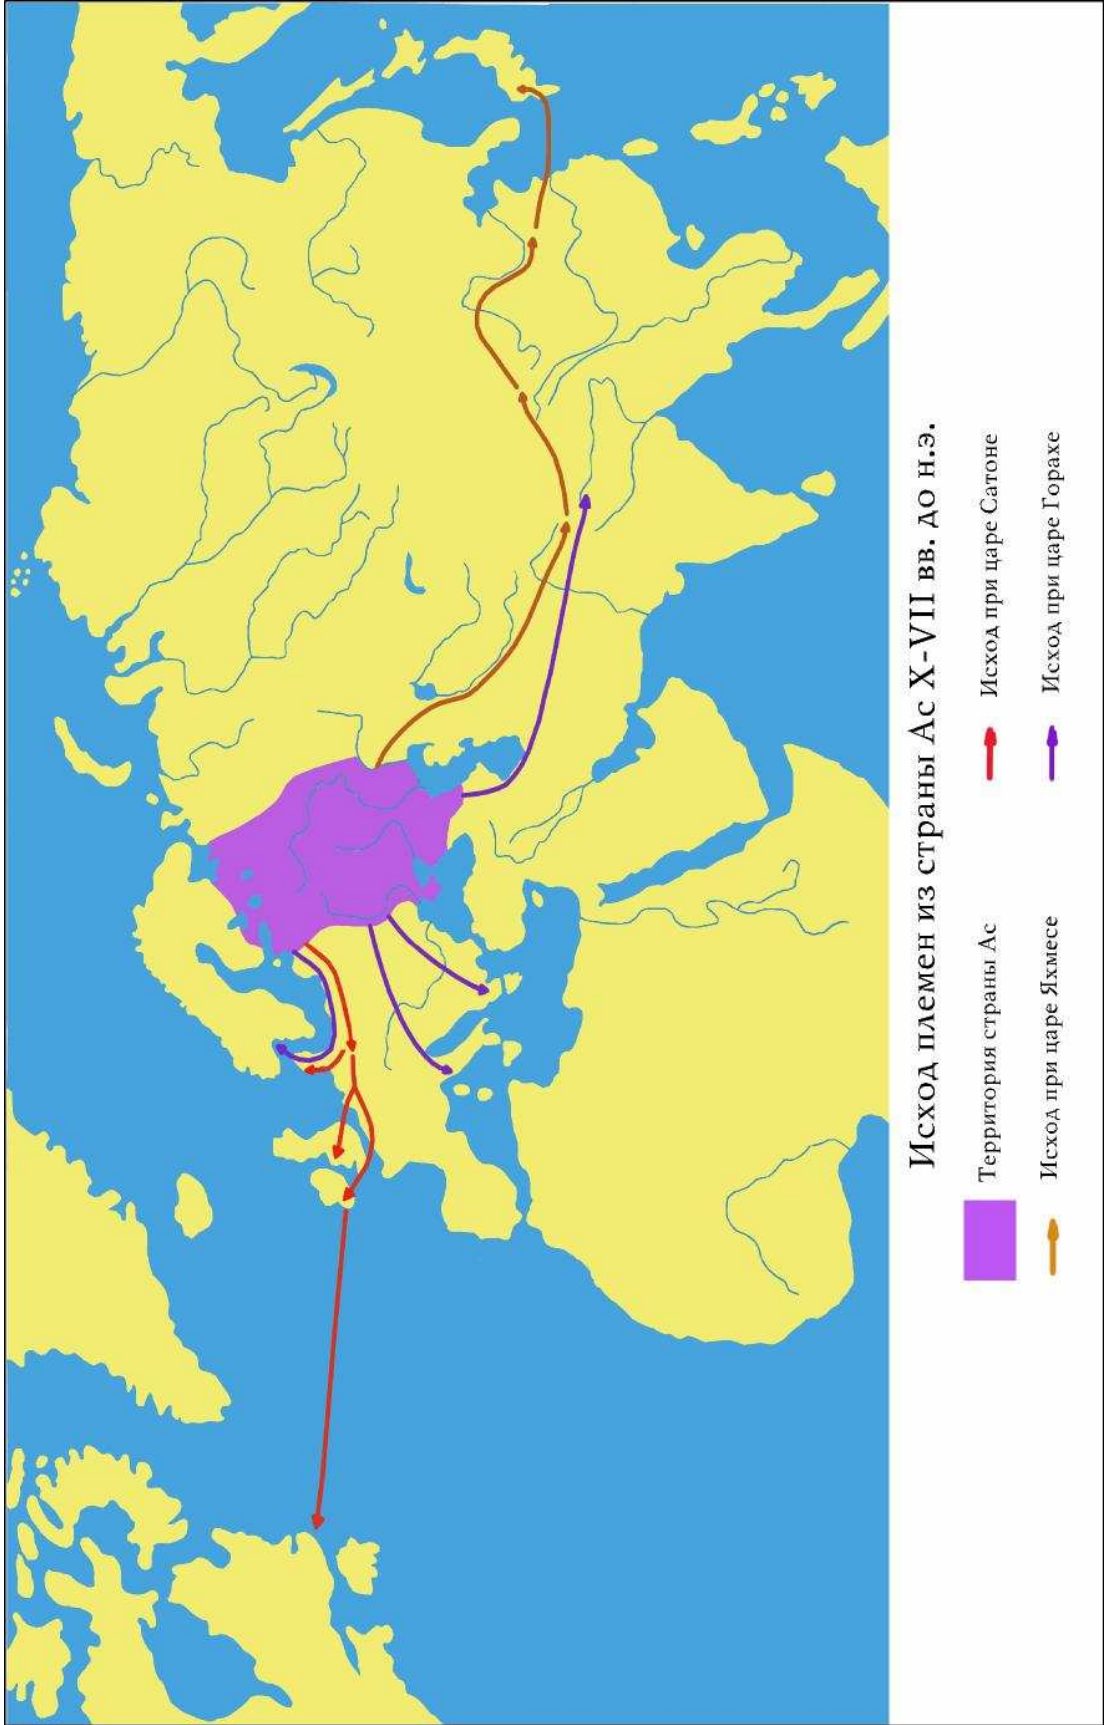 Исход племен из страны Ас X-VII вв. до н.э.
Территория страны Ас
Исход при царе Сатоне
Исход при царе Яхмесе
Исход при царе Горахе